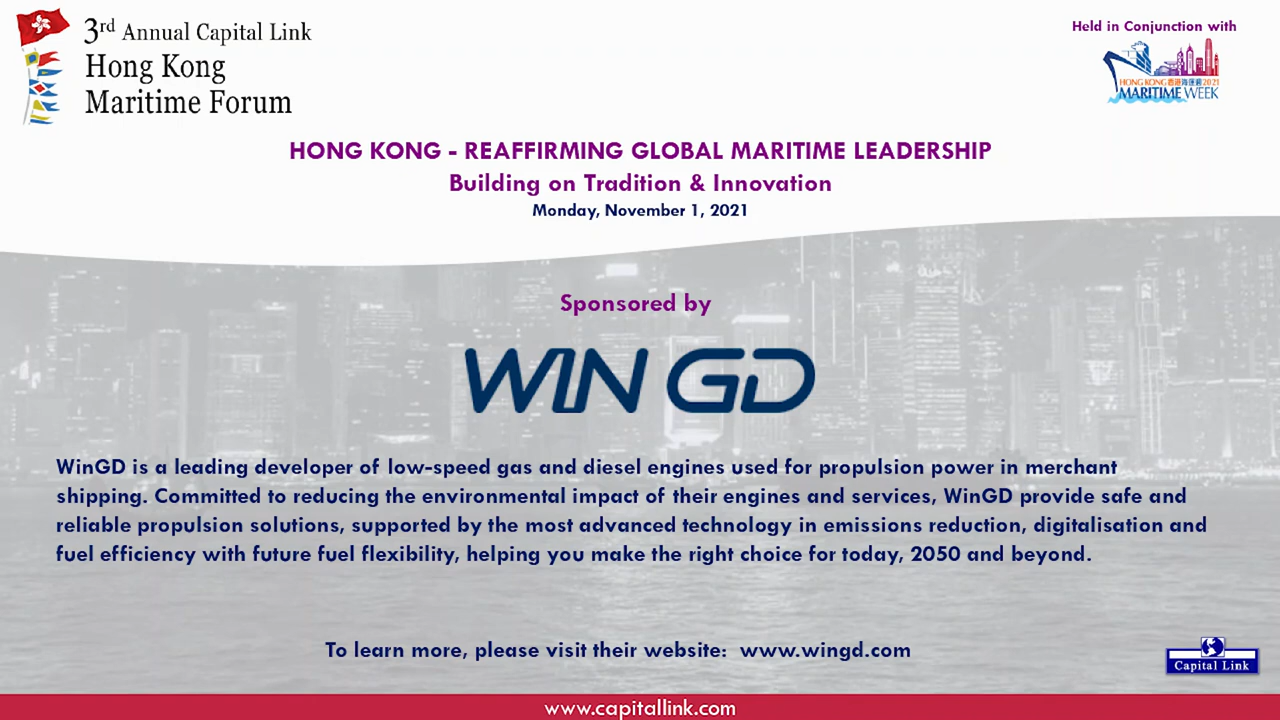 3rd Annual Capital Link
Hong Kong
Maritime Forum
Held in Conjunction with
HONG KONG 香港海運週 2021
MARITIME WEEK
HONG KONG - REAFFIRMING GLOBAL MARITIME LEADERSHIP
Building on Tradition & Innovation
Monday, November 1, 2021
Sponsored by
WIN GD
WinGD is a leading developer of low-speed gas and diesel engines used for propulsion power in merchant
shipping. Committed to reducing the environmental impact of their engines and services, WinGD provide safe and
reliable propulsion solutions, supported by the most advanced technology in emissions reduction, digitalisation and
fuel efficiency with future fuel flexibility, helping you make the right choice for today, 2050 and beyond.
To learn more, please visit their website: www.wingd.com
Capital Link
www.capitallink.com